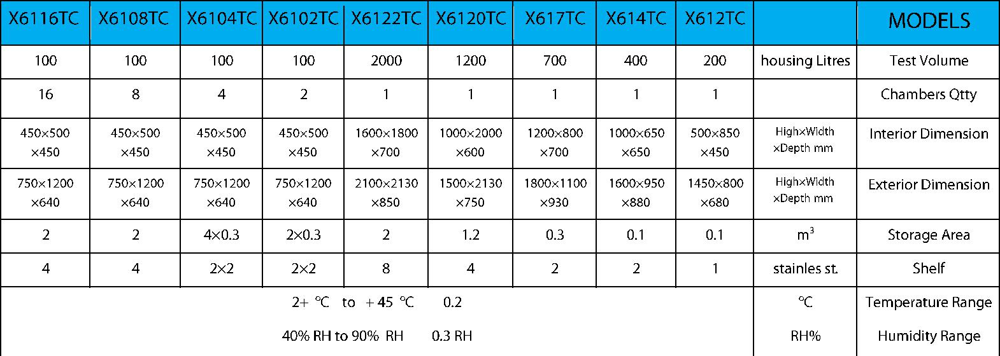 X6116TC X6108TC X6104TC X6102TC X6122TC X6120TC X617TC X614TC X612TC MODELS
100 100 100 100 2000 1200 700 400 200 housing Litres Test Volume
16 8 4 2 1 1 1 1 1 Chambers Qtty
450×500 450×500 450×500 450×500 1600×1800 1000×2000 1200×800 1000×650 500×850 High×Width Interior Dimension
×450 ×450 ×450 ×450 ×700 ×600 ×700 ×650 ×450 ×Depth mm
750×1200 750×1200 750×1200 750×1200 2100×2130 1500×2130 1800×1100 1600×950 1450×800 High×Width Exterior Dimension
×640 ×640 ×640 ×640 ×850 ×750 ×930 ×880 ×680 ×Depth mm
2 2 4×0.3 2×0.3 2 1.2 0.3 0.1 0.1 m³ Storage Area
4 4 2×2 2×2 8 4 2 2 1 stainles st. Shelf
2+ °C to + 45 °C 0.2 °C Temperature Range
40% RH to 90% RH 0.3 RH RH% Humidity Range